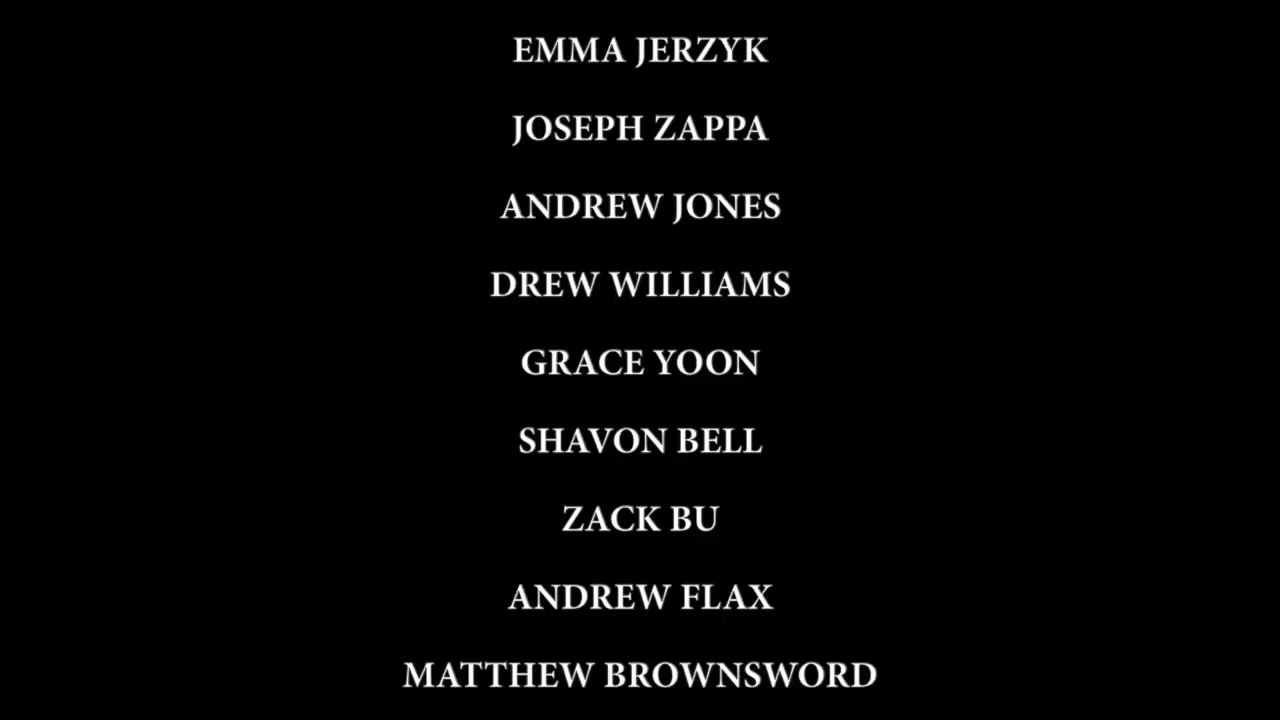 EMMA JERZYK
JOSEPH ZAPPA
ANDREW JONES
DREW WILLIAMS
GRACE YOON
SHAVON BELL
ZACK BU
ANDREW FLAX
MATTHEW BROWNSWORD